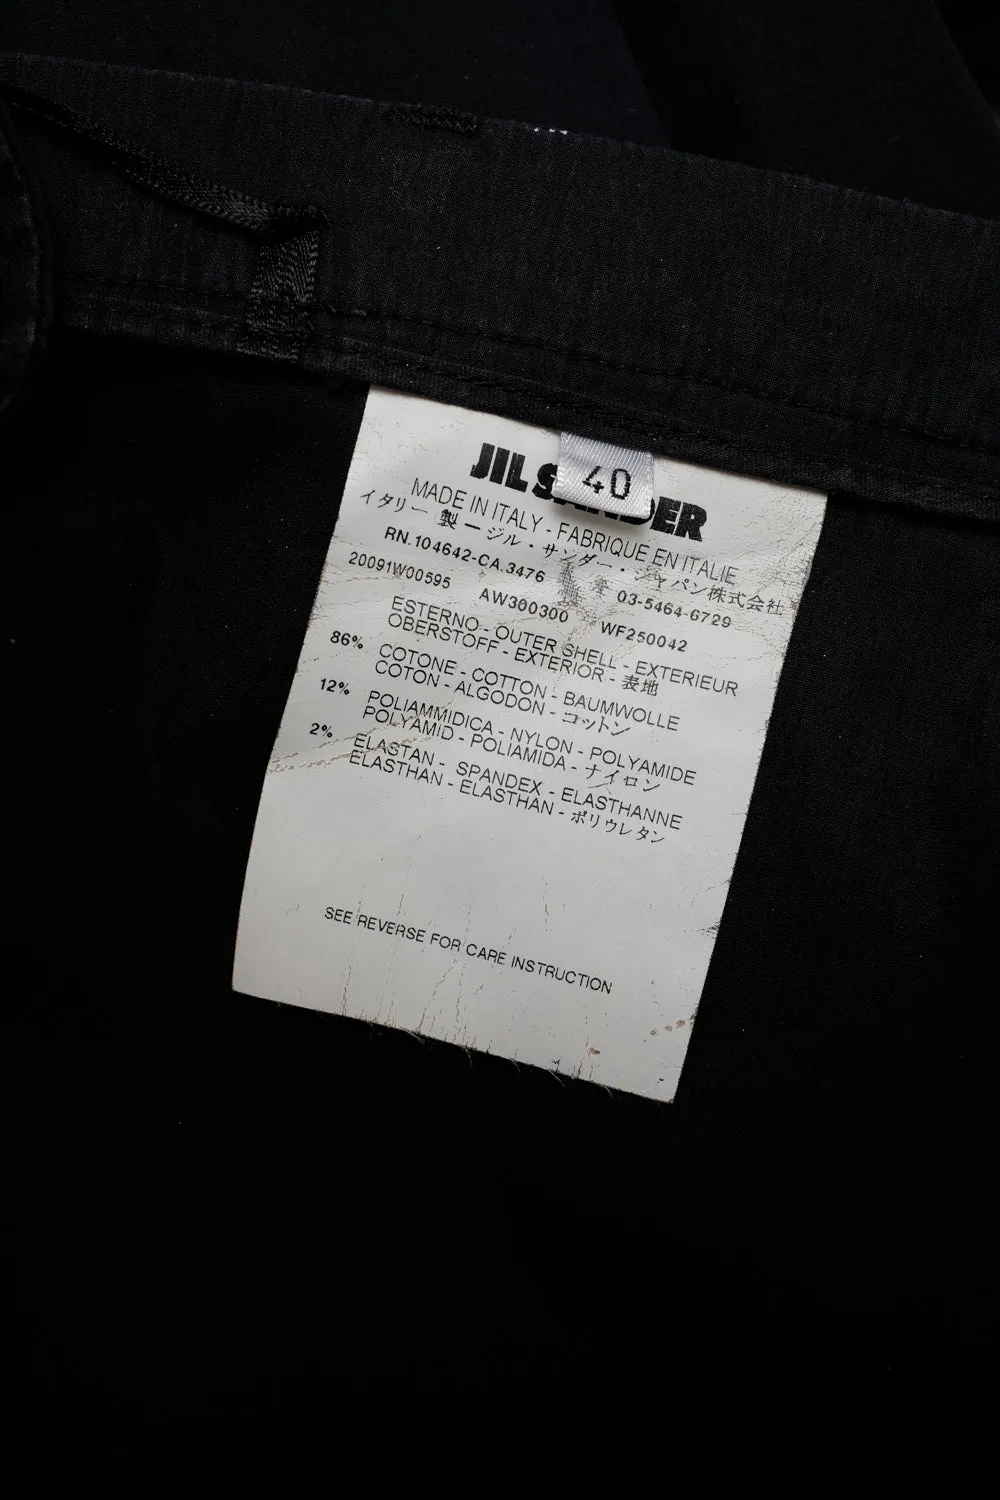 JIL SANDER
40
MADE IN ITALY - FABRIQUE EN ITALIE
イタリー製 ージル・サンダー・ジャパン株式会社
RN.104642-CA.3476 03-5464-6729
20091W00595 AW300300 WF250042
ESTERNO - OUTER SHELL - EXTERIEUR
OBERSTOFF - EXTERIOR - 表地
86% COTONE - COTTON - BAUMWOLLE
COTON - ALGODON - コットン
12% POLIAMMIDICA - NYLON - POLYAMIDE
POLYAMID - POLIAMIDA - ナイロン
2% ELASTAN - SPANDEX - ELASTHANNE
ELASTHAN - ELASTHAN - ポリウレタン
SEE REVERSE FOR CARE INSTRUCTION